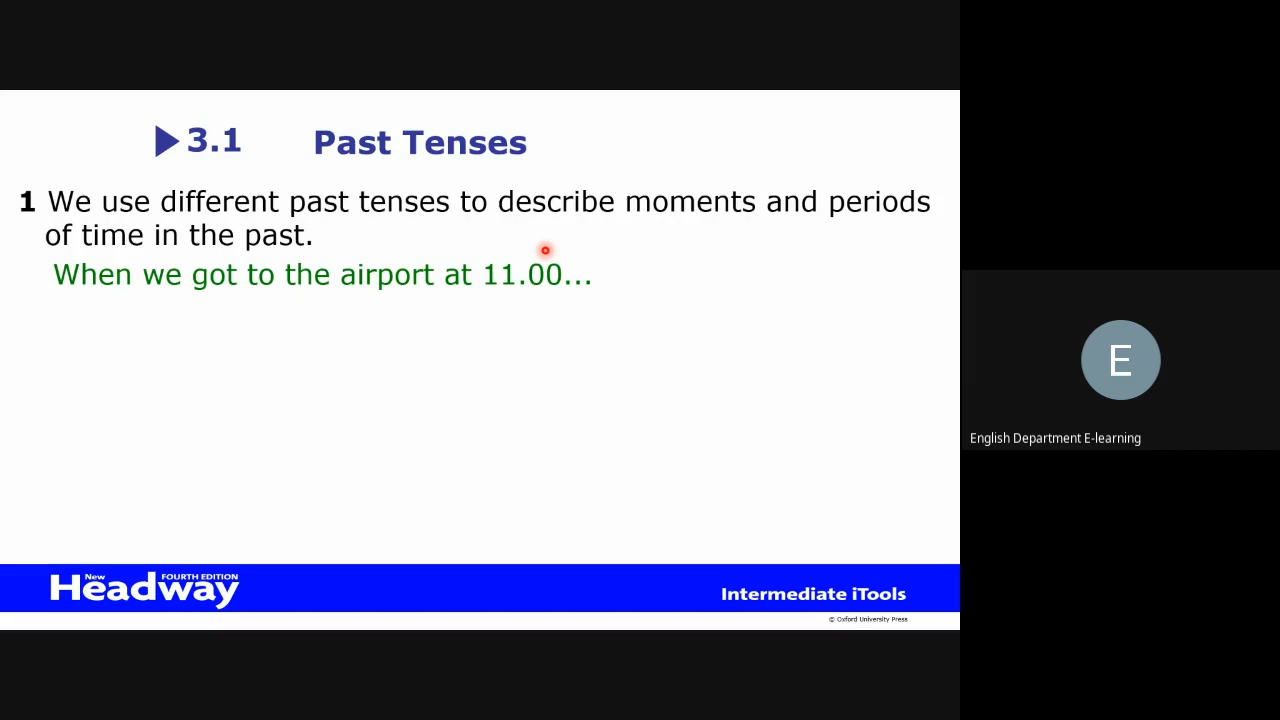 3.1 Past Tenses
1 We use different past tenses to describe moments and periods
of time in the past.
When we got to the airport at 11.00...
E
English Department E-learning
New Headway FOURTH EDITION
Intermediate iTools
© Oxford University Press